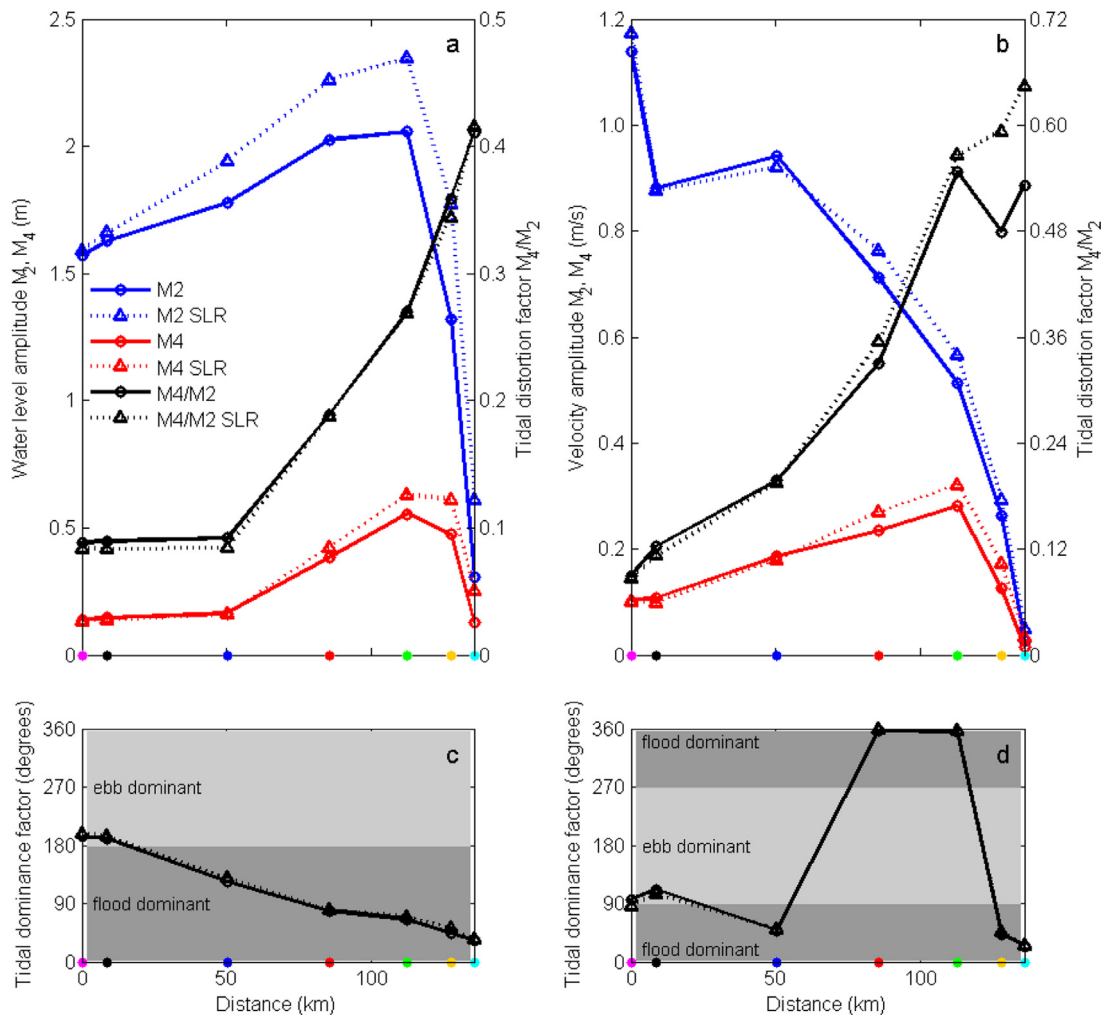 a
2.5
2
1.5
1
0.5
0
0.5
0.4
0.3
0.2
0.1
0
Water level amplitude M2, M4 (m)
Tidal distortion factor M4/M2
M2
M2 SLR
M4
M4 SLR
M4/M2
M4/M2 SLR
b
1.2
1.0
0.8
0.6
0.4
0.2
0
0.72
0.60
0.48
0.36
0.24
0.12
0
Velocity amplitude M2, M4 (m/s)
Tidal distortion factor M4/M2
c
360
270
180
90
0
Tidal dominance factor (degrees)
ebb dominant
flood dominant
0
50
100
Distance (km)
d
360
270
180
90
0
Tidal dominance factor (degrees)
flood dominant
ebb dominant
flood dominant
0
50
100
Distance (km)